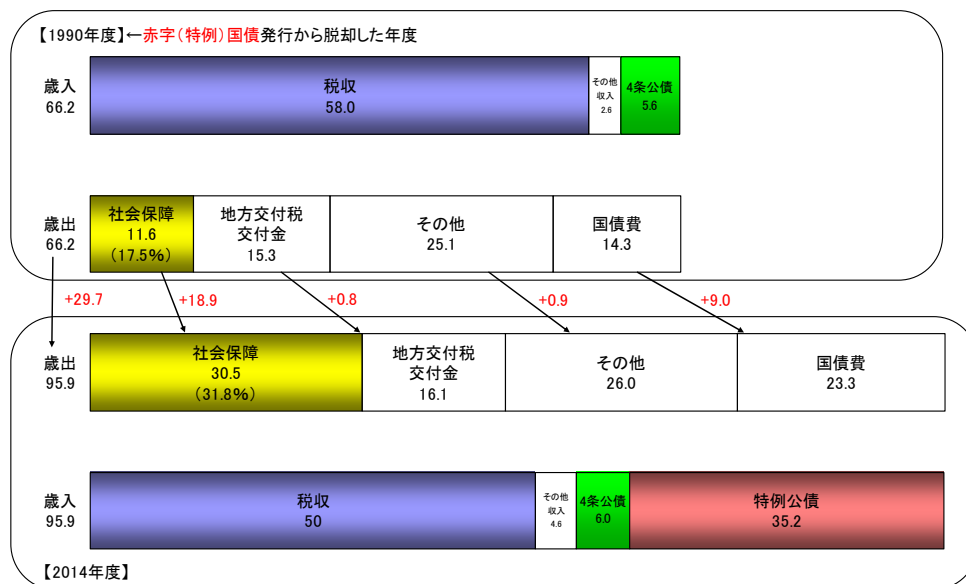 【1990年度】←赤字(特例)国債発行から脱却した年度
歳入
66.2
税収
58.0
その他
収入
2.6
4条公債
5.6
歳出
66.2
社会保障
11.6
(17.5%)
地方交付税
交付金
15.3
その他
25.1
国債費
14.3
+29.7
+18.9
+0.8
+0.9
+9.0
歳出
95.9
社会保障
30.5
(31.8%)
地方交付税
交付金
16.1
その他
26.0
国債費
23.3
歳入
95.9
税収
50
その他
収入
4.6
4条公債
6.0
特例公債
35.2
【2014年度】